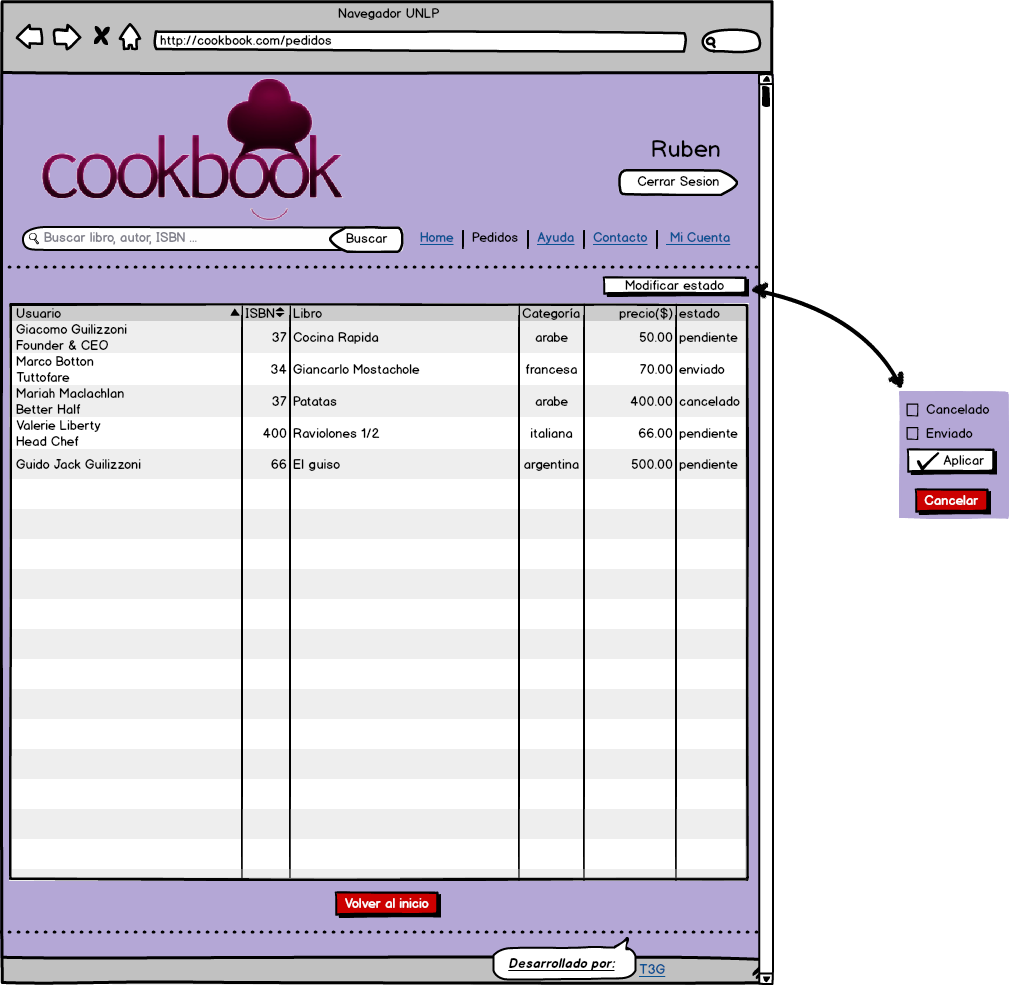 Navegador UNLP
http://cookbook.com/pedidos
cookbook
Ruben
Cerrar Sesion
Buscar libro, autor, ISBN ... Buscar Home Pedidos Ayuda Contacto Mi Cuenta
Modificar estado
Usuario ISBN Libro Categoría precio($) estado
Giacomo Guilizzoni
Founder & CEO 37 Cocina Rapida arabe 50.00 pendiente
Marco Botton
Tuttofare 34 Giancarlo Mostachole francesa 70.00 enviado
Mariah Maclachlan
Better Half 37 Patatas arabe 400.00 cancelado
Valerie Liberty
Head Chef 400 Raviolones 1/2 italiana 66.00 pendiente
Guido Jack Guilizzoni 66 El guiso argentina 500.00 pendiente
Cancelado
Enviado
Aplicar
Cancelar
Volver al inicio
Desarrollado por: T3G